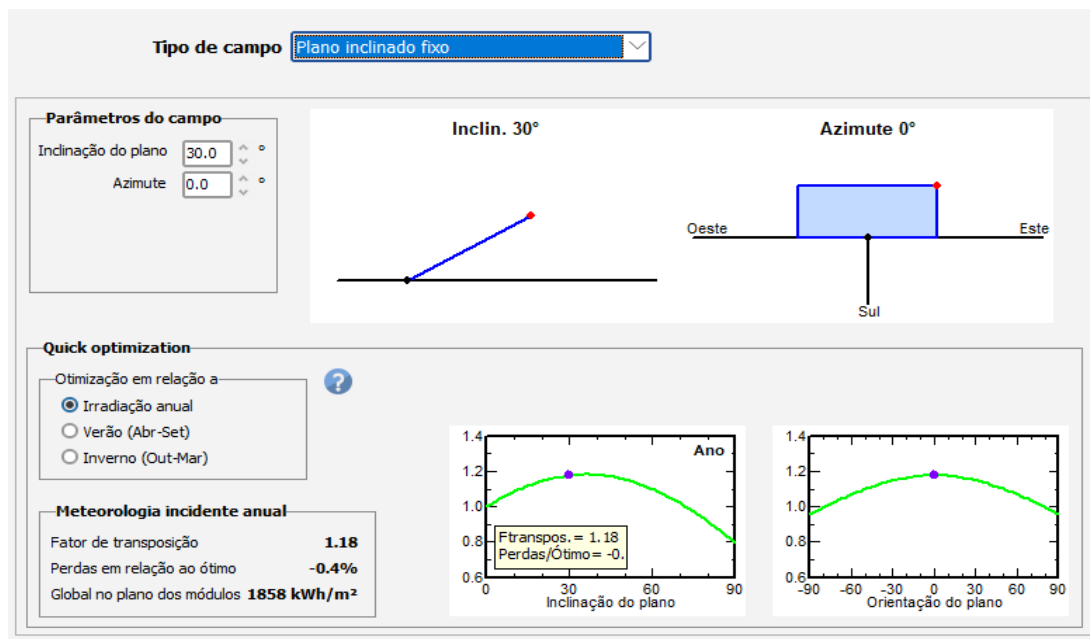 Tipo de campo Plano inclinado fixo
Parâmetros do campo
Inclinação do plano 30.0 °
Azimute 0.0 °
Inclin. 30°
Azimute 0°
Oeste
Este
Sul
Quick optimization
Otimização em relação a
Irradiação anual
Verão (Abr-Set)
Inverno (Out-Mar)
?
Meteorologia incidente anual
Fator de transposição 1.18
Perdas em relação ao ótimo -0.4%
Global no plano dos módulos 1858 kWh/m²
1.4
1.2
1.0
0.8
0.6
Ano
Ftranspos.= 1.18
Perdas/Ótimo= -0.
0 30 60 90
Inclinação do plano
1.4
1.2
1.0
0.8
0.6
-90 -60 -30 0 30 60 90
Orientação do plano